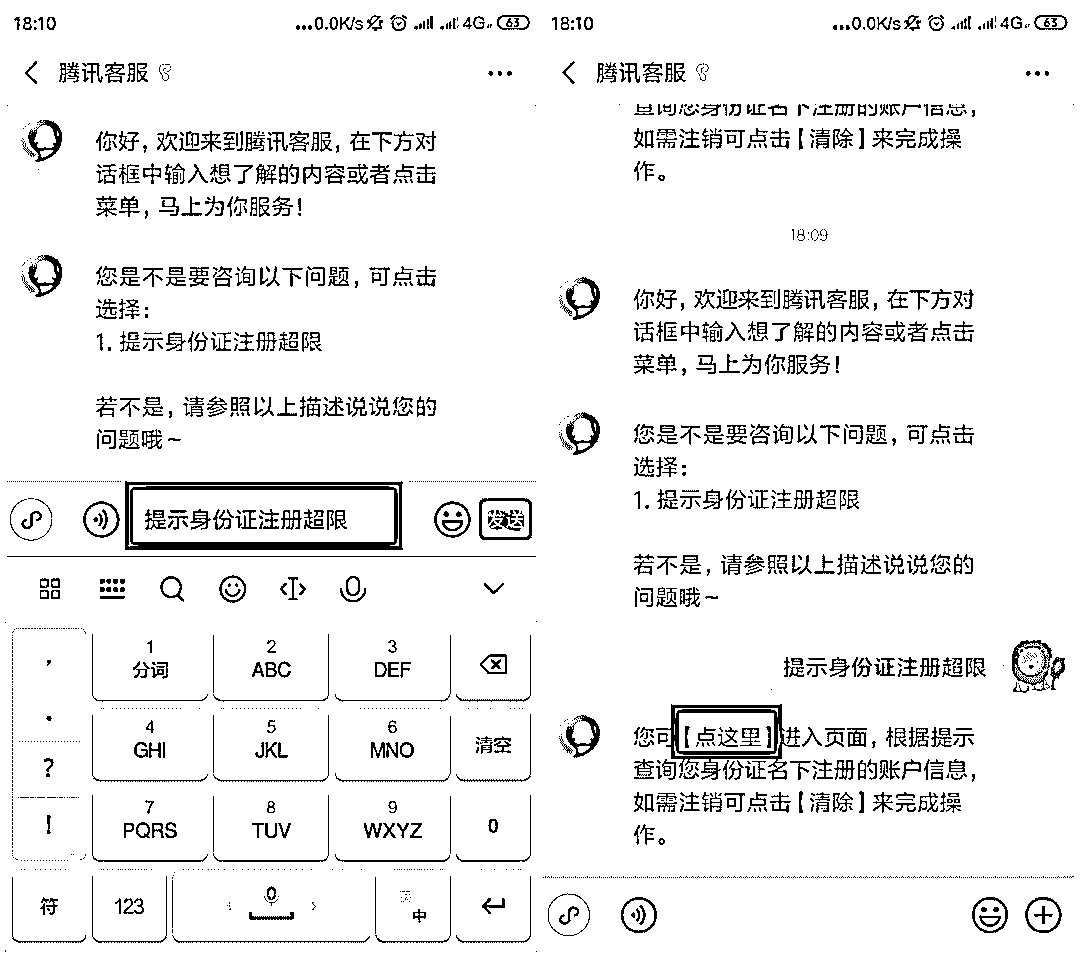 18:10
...0.0K/s 4G 63
腾讯客服
你好，欢迎来到腾讯客服，在下方对
话框中输入想了解的内容或者点击
菜单，马上为你服务！
您是不是要咨询以下问题，可点击
选择：
1. 提示身份证注册超限
若不是，请参照以上描述说说您的
问题哦~
提示身份证注册超限
发送
，
。
？
！
1
分词
2
ABC
3
DEF
4
GHI
5
JKL
6
MNO
清空
7
PQRS
8
TUV
9
WXYZ
0
符
123
中
18:10
...0.0K/s 4G 63
腾讯客服
查询您身份证名下注册的账户信息，
如需注销可点击【清除】来完成操
作。
18:09
你好，欢迎来到腾讯客服，在下方对
话框中输入想了解的内容或者点击
菜单，马上为你服务！
您是不是要咨询以下问题，可点击
选择：
1. 提示身份证注册超限
若不是，请参照以上描述说说您的
问题哦~
提示身份证注册超限
您可【点这里】进入页面，根据提示
查询您身份证名下注册的账户信息，
如需注销可点击【清除】来完成操
作。